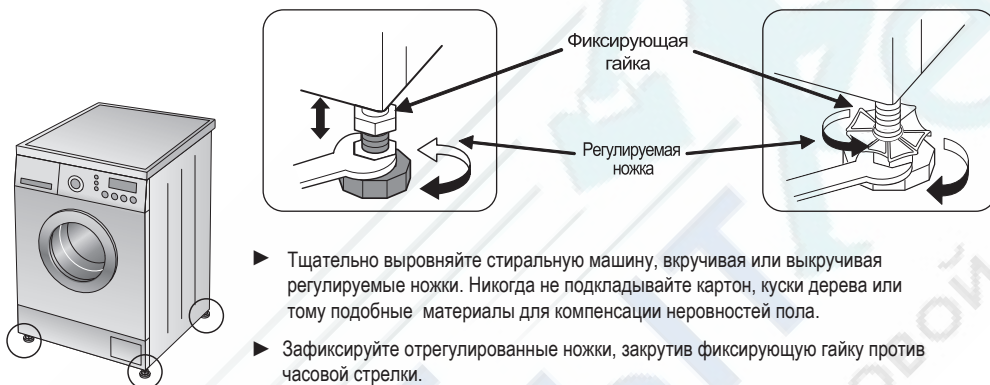 Фиксирующая
гайка
Регулируемая
ножка
► Тщательно выровняйте стиральную машину, вкручивая или выкручивая
регулируемые ножки. Никогда не подкладывайте картон, куски дерева или
тому подобные материалы для компенсации неровностей пола.
► Зафиксируйте отрегулированные ножки, закрутив фиксирующую гайку против
часовой стрелки.